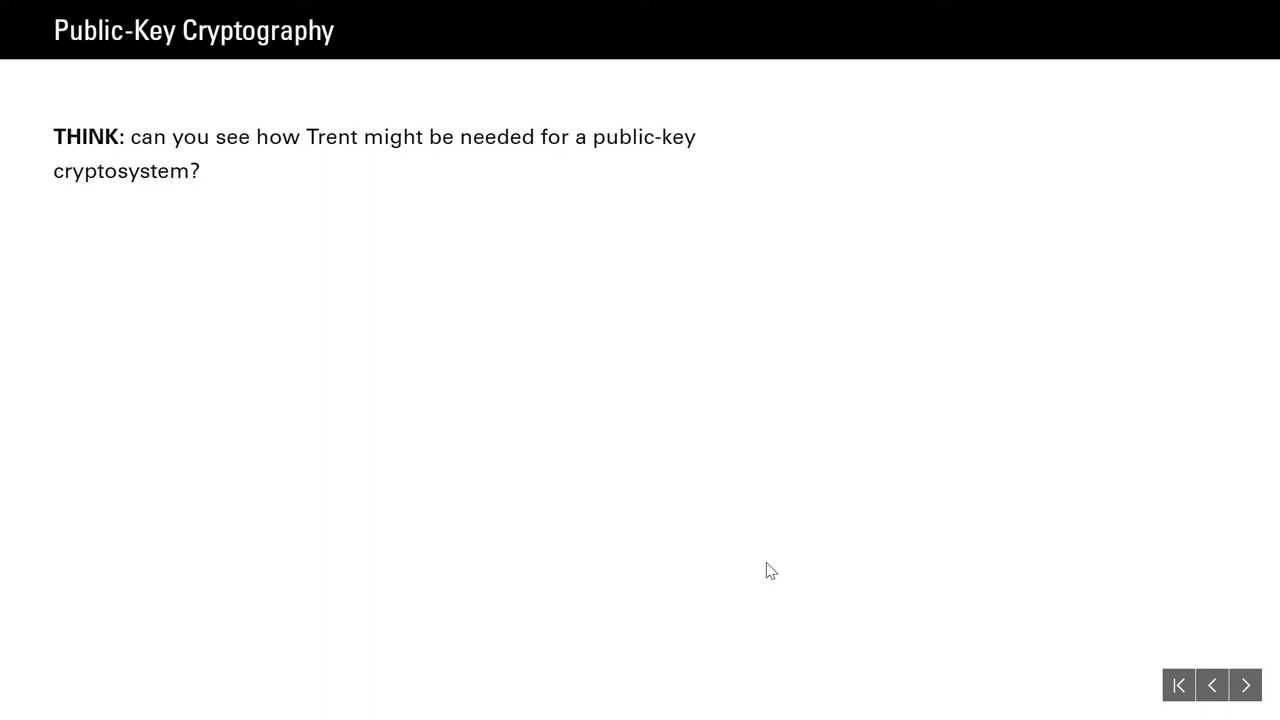 Public-Key Cryptography
THINK: can you see how Trent might be needed for a public-key
cryptosystem?